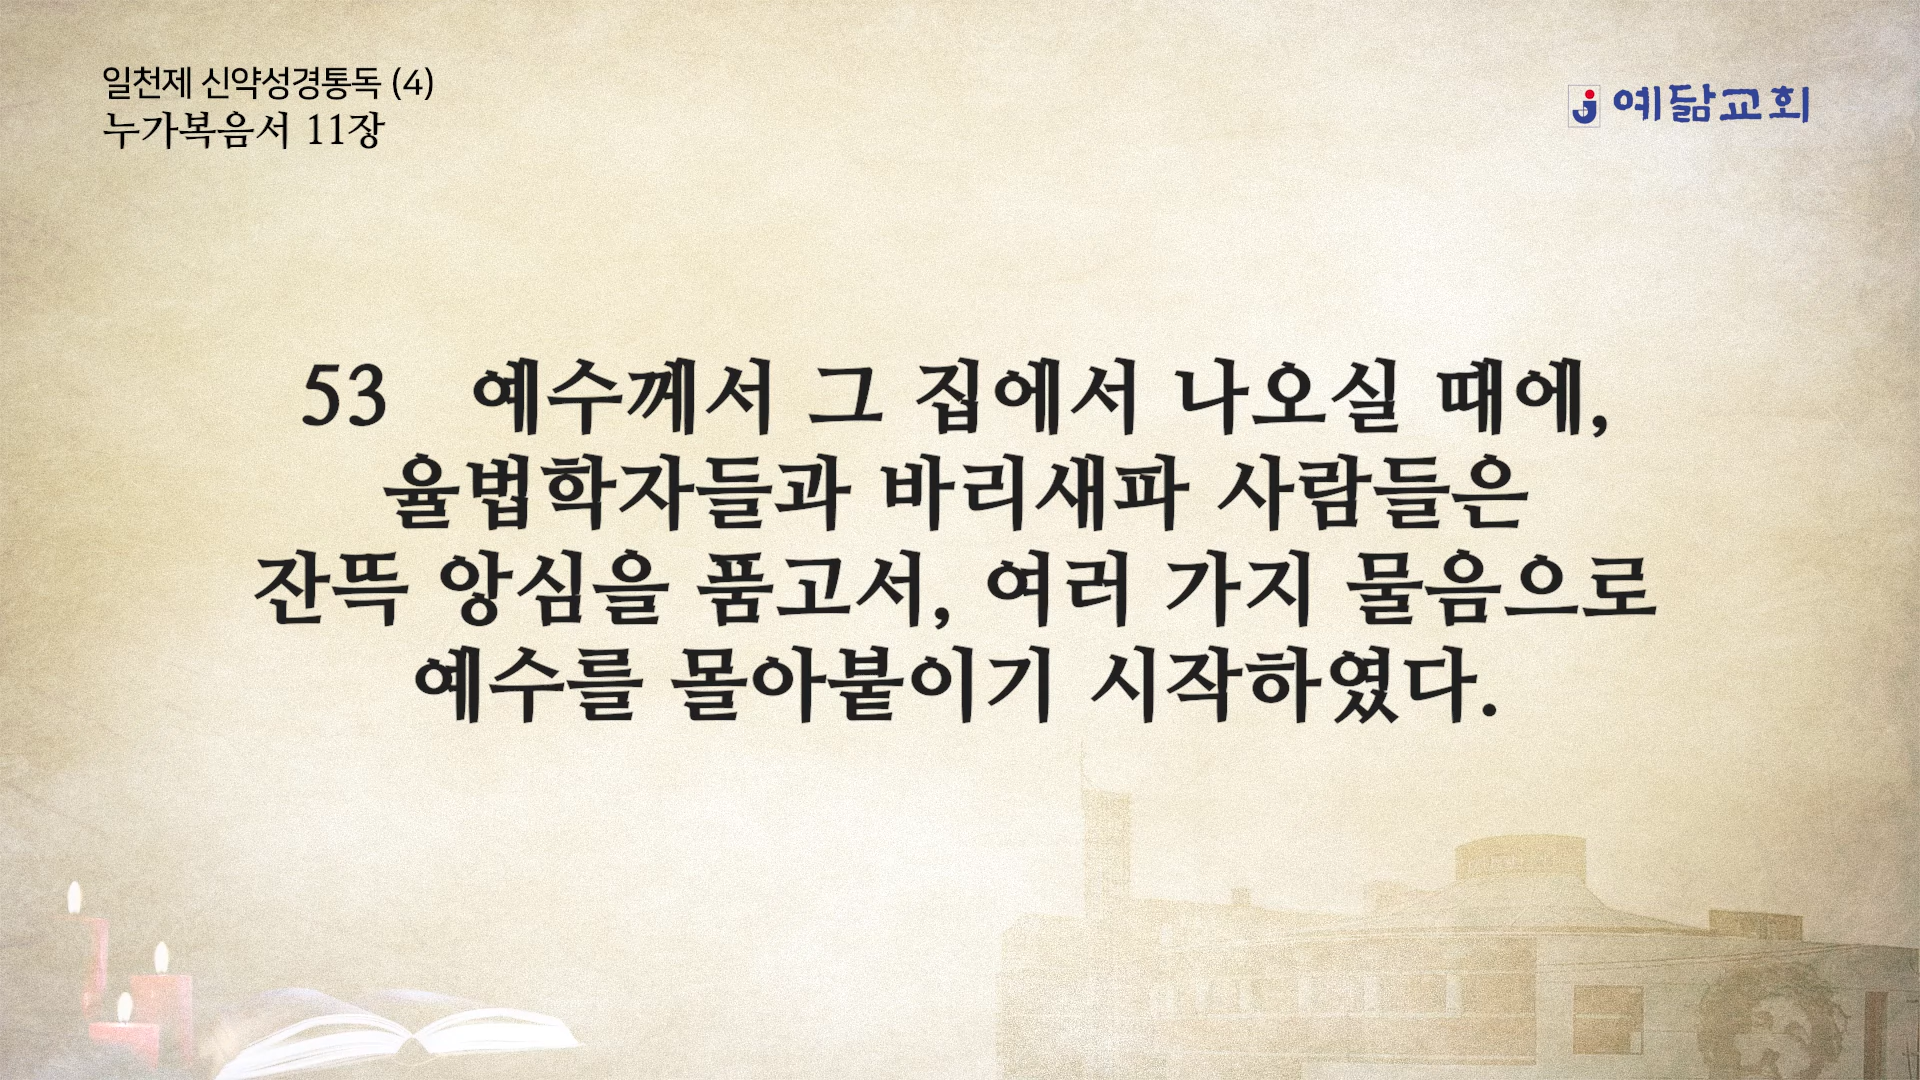 일천제 신약성경통독 (4)
누가복음서 11장
예닮교회
53 예수께서 그 집에서 나오실 때에,
율법학자들과 바리새파 사람들은
잔뜩 앙심을 품고서, 여러 가지 물음으로
예수를 몰아붙이기 시작하였다.